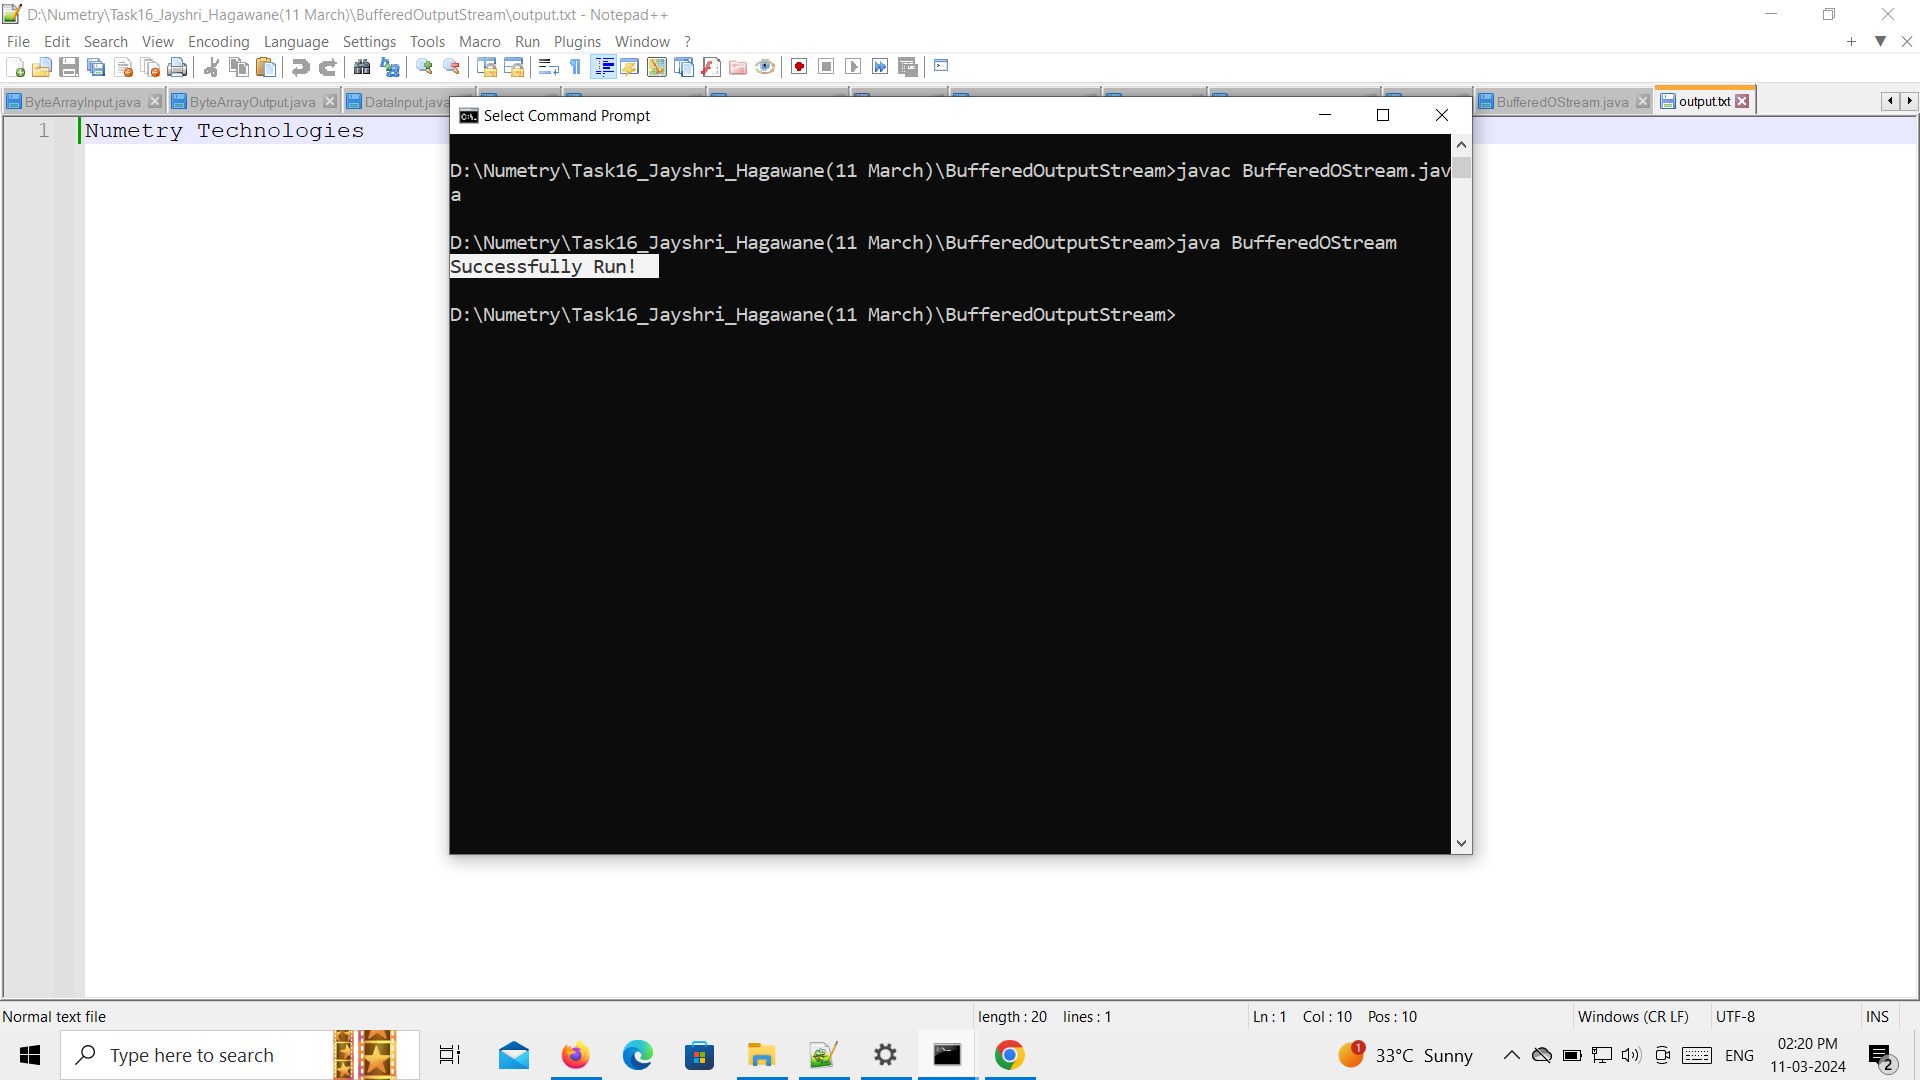 D:\Numetry\Task16_Jayshri_Hagawane(11 March)\BufferedOutputStream\output.txt - Notepad++
File Edit Search View Encoding Language Settings Tools Macro Run Plugins Window ?
ByteArrayInput.java ByteArrayOutput.java DataInput.java BufferedOStream.java output.txt
1 Numetry Technologies
Select Command Prompt
D:\Numetry\Task16_Jayshri_Hagawane(11 March)\BufferedOutputStream>javac BufferedOStream.jav
a
D:\Numetry\Task16_Jayshri_Hagawane(11 March)\BufferedOutputStream>java BufferedOStream
Successfully Run!
D:\Numetry\Task16_Jayshri_Hagawane(11 March)\BufferedOutputStream>
Normal text file length : 20 lines : 1 Ln : 1 Col : 10 Pos : 10 Windows (CR LF) UTF-8 INS
Type here to search 1 33°C Sunny ENG 02:20 PM
11-03-2024 2